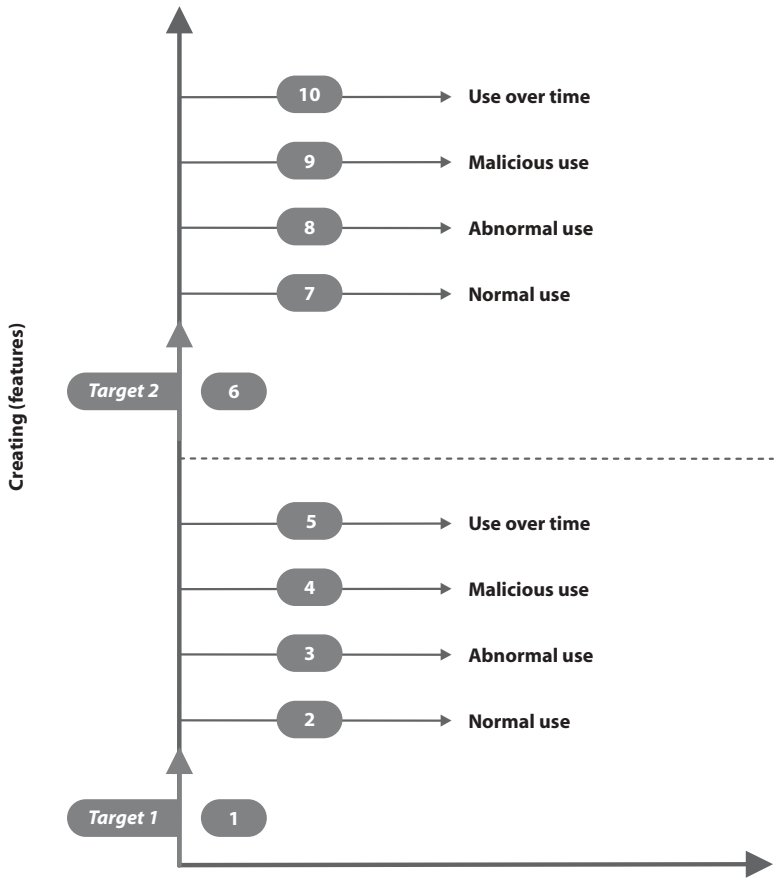 10 Use over time
9 Malicious use
8 Abnormal use
7 Normal use
Creating (features)
Target 2 6
5 Use over time
4 Malicious use
3 Abnormal use
2 Normal use
Target 1 1